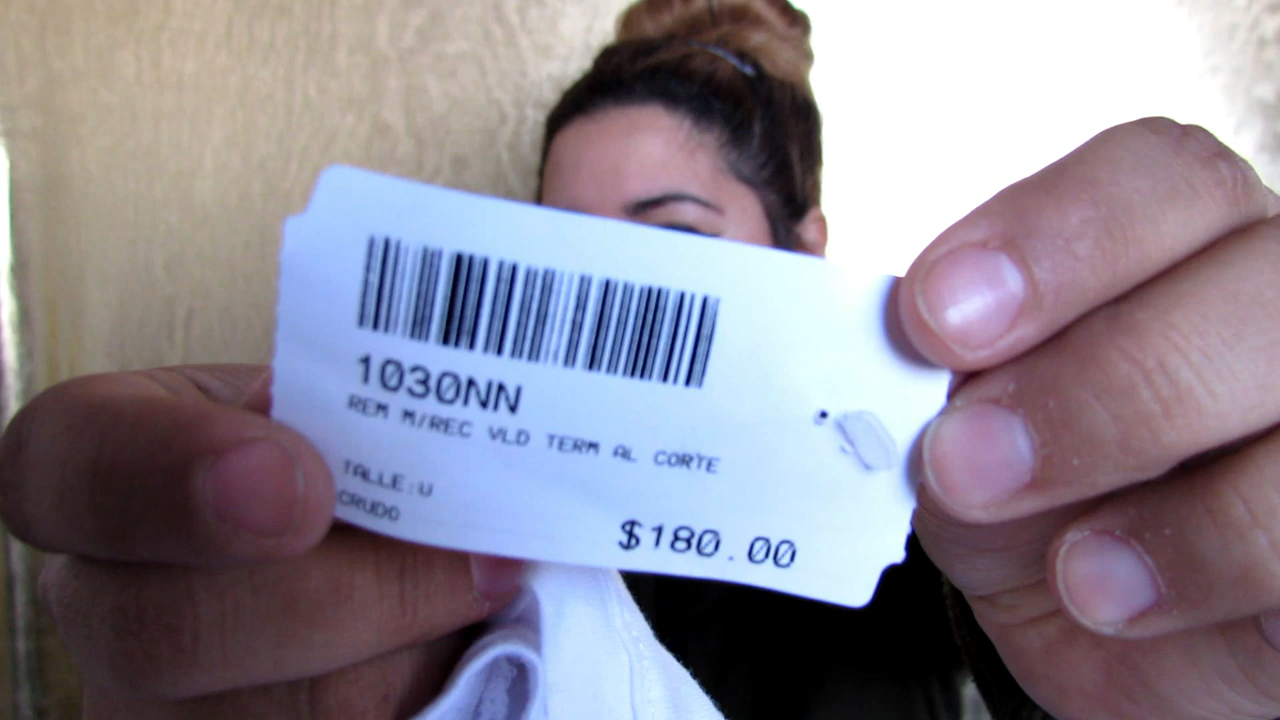 1030NN
REM M/REC VLD TERM AL CORTE
TALLE:U
CRUDO
$180.00